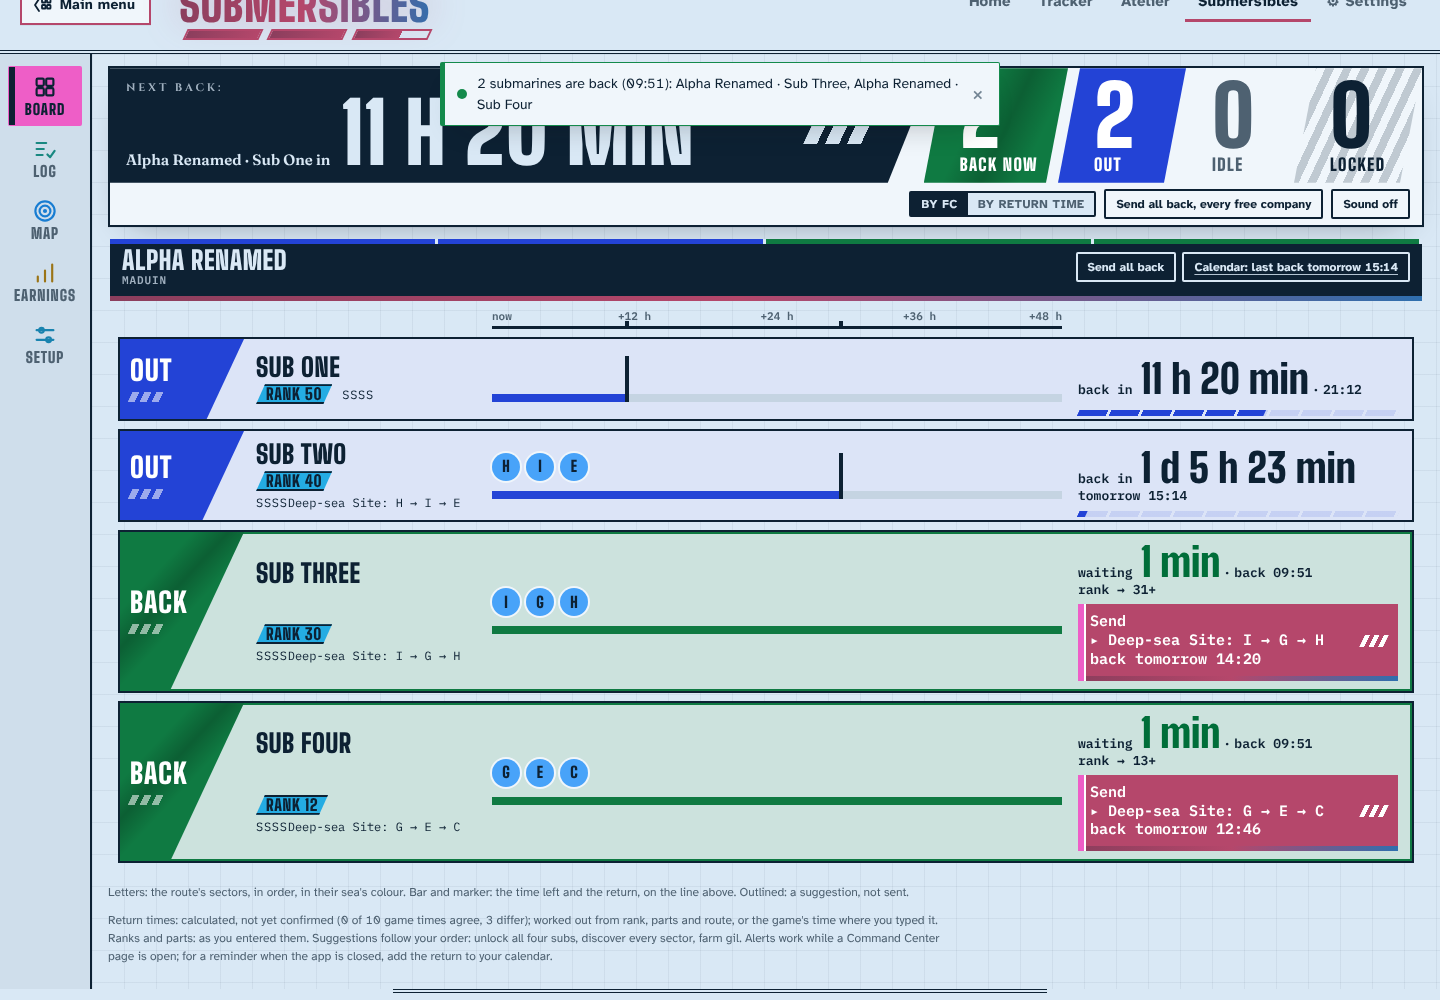 Main menu
SUBMERSIBLES
Home
Tracker
Atelier
Submersibles
Settings
BOARD
LOG
MAP
EARNINGS
SETUP
NEXT BACK:
Alpha Renamed · Sub One in
11 H 20 MIN
2 submarines are back (09:51): Alpha Renamed · Sub Three, Alpha Renamed ·
Sub Four
×
2
BACK NOW
2
OUT
0
IDLE
0
LOCKED
BY FC
BY RETURN TIME
Send all back, every free company
Sound off
ALPHA RENAMED
MADUIN
Send all back
Calendar: last back tomorrow 15:14
now
+12 h
+24 h
+36 h
+48 h
OUT
SUB ONE
RANK 50
SSSS
back in 11 h 20 min · 21:12
OUT
SUB TWO
RANK 40
SSSSDeep-sea Site: H → I → E
H
I
E
back in 1 d 5 h 23 min
tomorrow 15:14
BACK
SUB THREE
RANK 30
SSSSDeep-sea Site: I → G → H
I
G
H
waiting 1 min · back 09:51
rank → 31+
Send
▸ Deep-sea Site: I → G → H
back tomorrow 14:20
BACK
SUB FOUR
RANK 12
SSSSDeep-sea Site: G → E → C
G
E
C
waiting 1 min · back 09:51
rank → 13+
Send
▸ Deep-sea Site: G → E → C
back tomorrow 12:46
Letters: the route's sectors, in order, in their sea's colour. Bar and marker: the time left and the return, on the line above. Outlined: a suggestion, not sent.
Return times: calculated, not yet confirmed (0 of 10 game times agree, 3 differ); worked out from rank, parts and route, or the game's time where you typed it.
Ranks and parts: as you entered them. Suggestions follow your order: unlock all four subs, discover every sector, farm gil. Alerts work while a Command Center
page is open; for a reminder when the app is closed, add the return to your calendar.